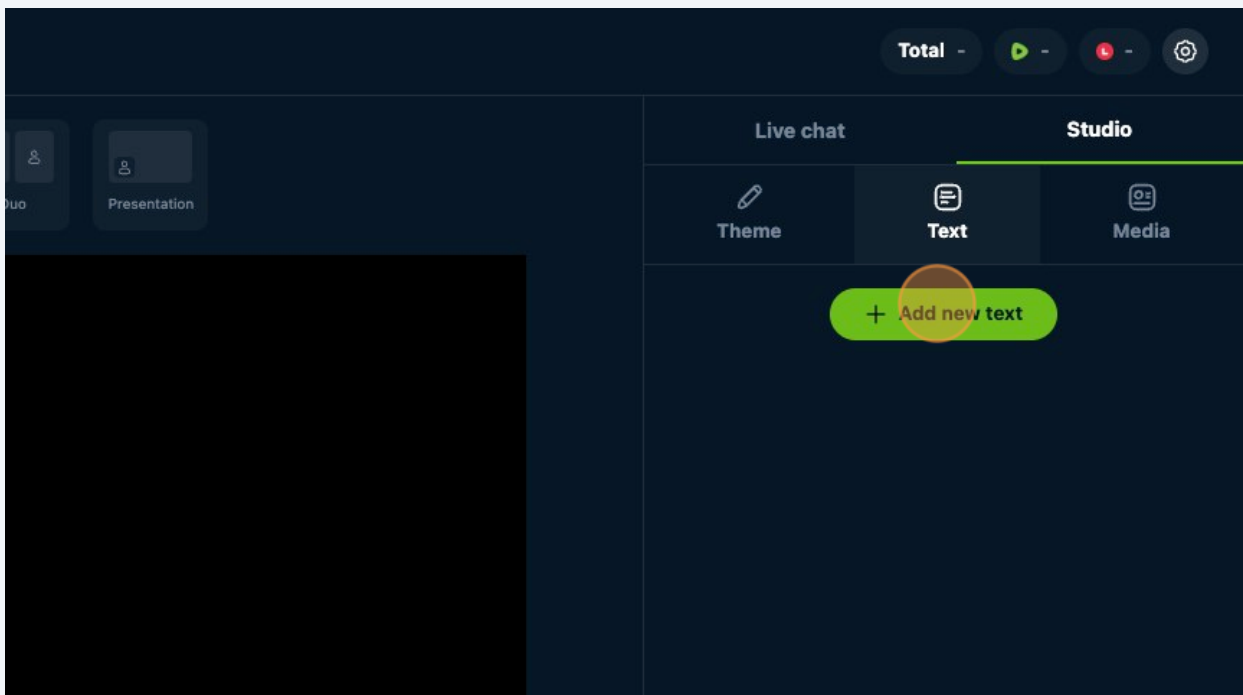 Total -
-
-
Live chat
Studio
Duo
Presentation
Theme
Text
Media
+ Add new text